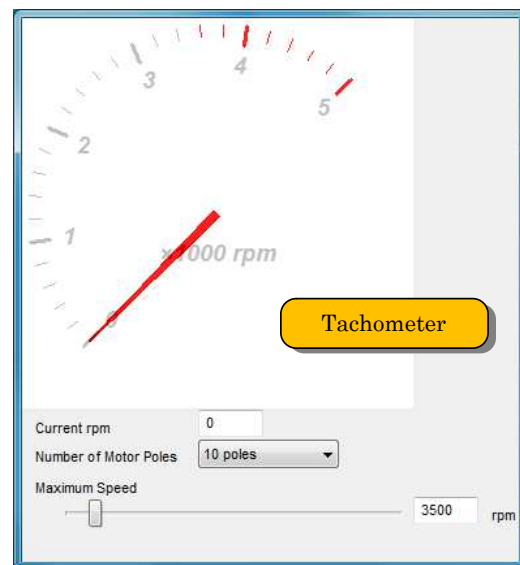 4
3
5
2
1
x1000 rpm
0
Tachometer
Current rpm 0
Number of Motor Poles 10 poles
Maximum Speed
3500 rpm